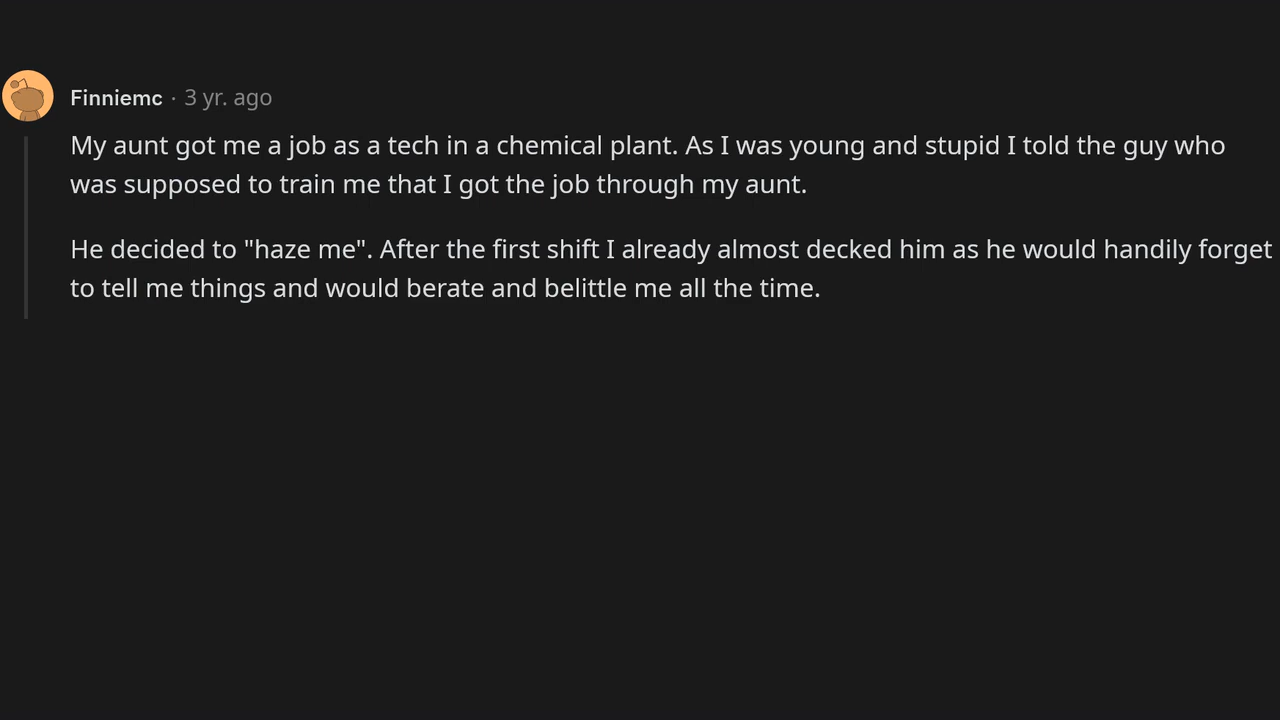 Finniemc · 3 yr. ago
My aunt got me a job as a tech in a chemical plant. As I was young and stupid I told the guy who
was supposed to train me that I got the job through my aunt.
He decided to "haze me". After the first shift I already almost decked him as he would handily forget
to tell me things and would berate and belittle me all the time.